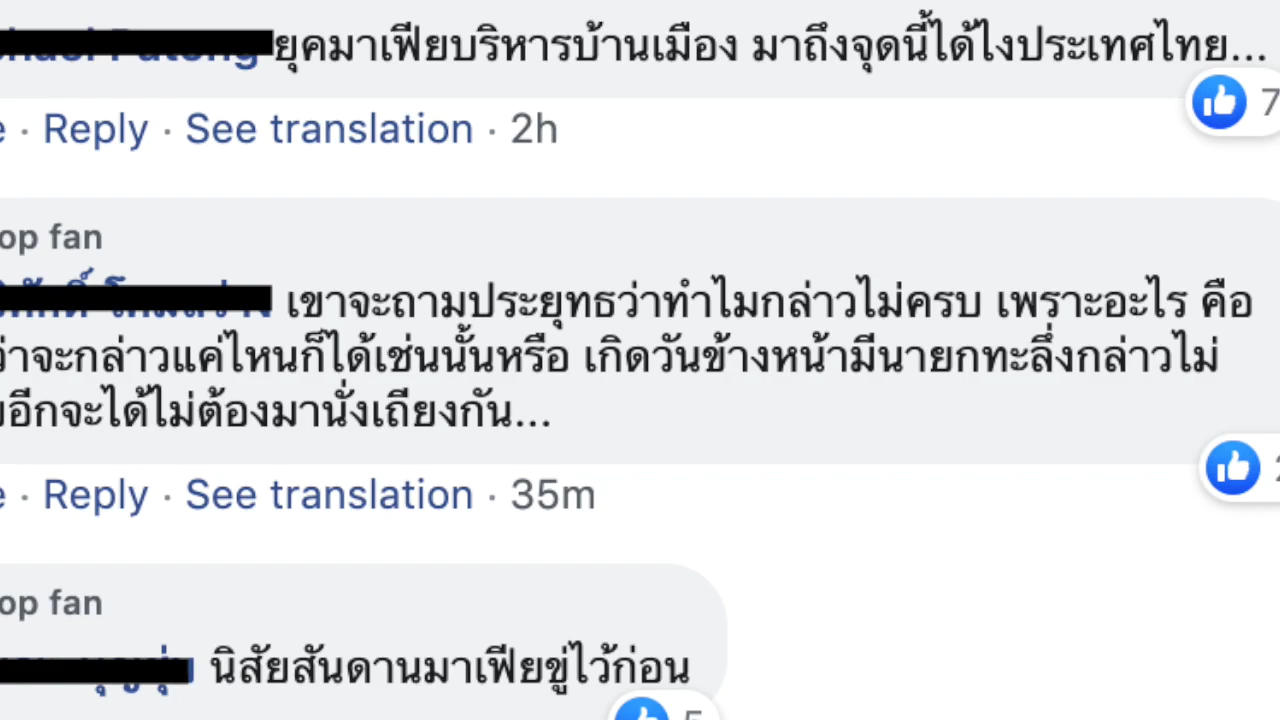 ยุคมาเฟียบริหารบ้านเมือง มาถึงจุดนี้ได้ไงประเทศไทย...
7
· Reply · See translation · 2h
op fan
เขาจะถามประยุทธว่าทำไมกล่าวไม่ครบ เพราะอะไร คือ
ว่าจะกล่าวแค่ไหนก็ได้เช่นนั้นหรือ เกิดวันข้างหน้ามีนายกทะลึ่งกล่าวไม่
อีกจะได้ไม่ต้องมานั่งเถียงกัน...
· Reply · See translation · 35m
op fan
นิสัยสันดานมาเฟียขู่ไว้ก่อน
5